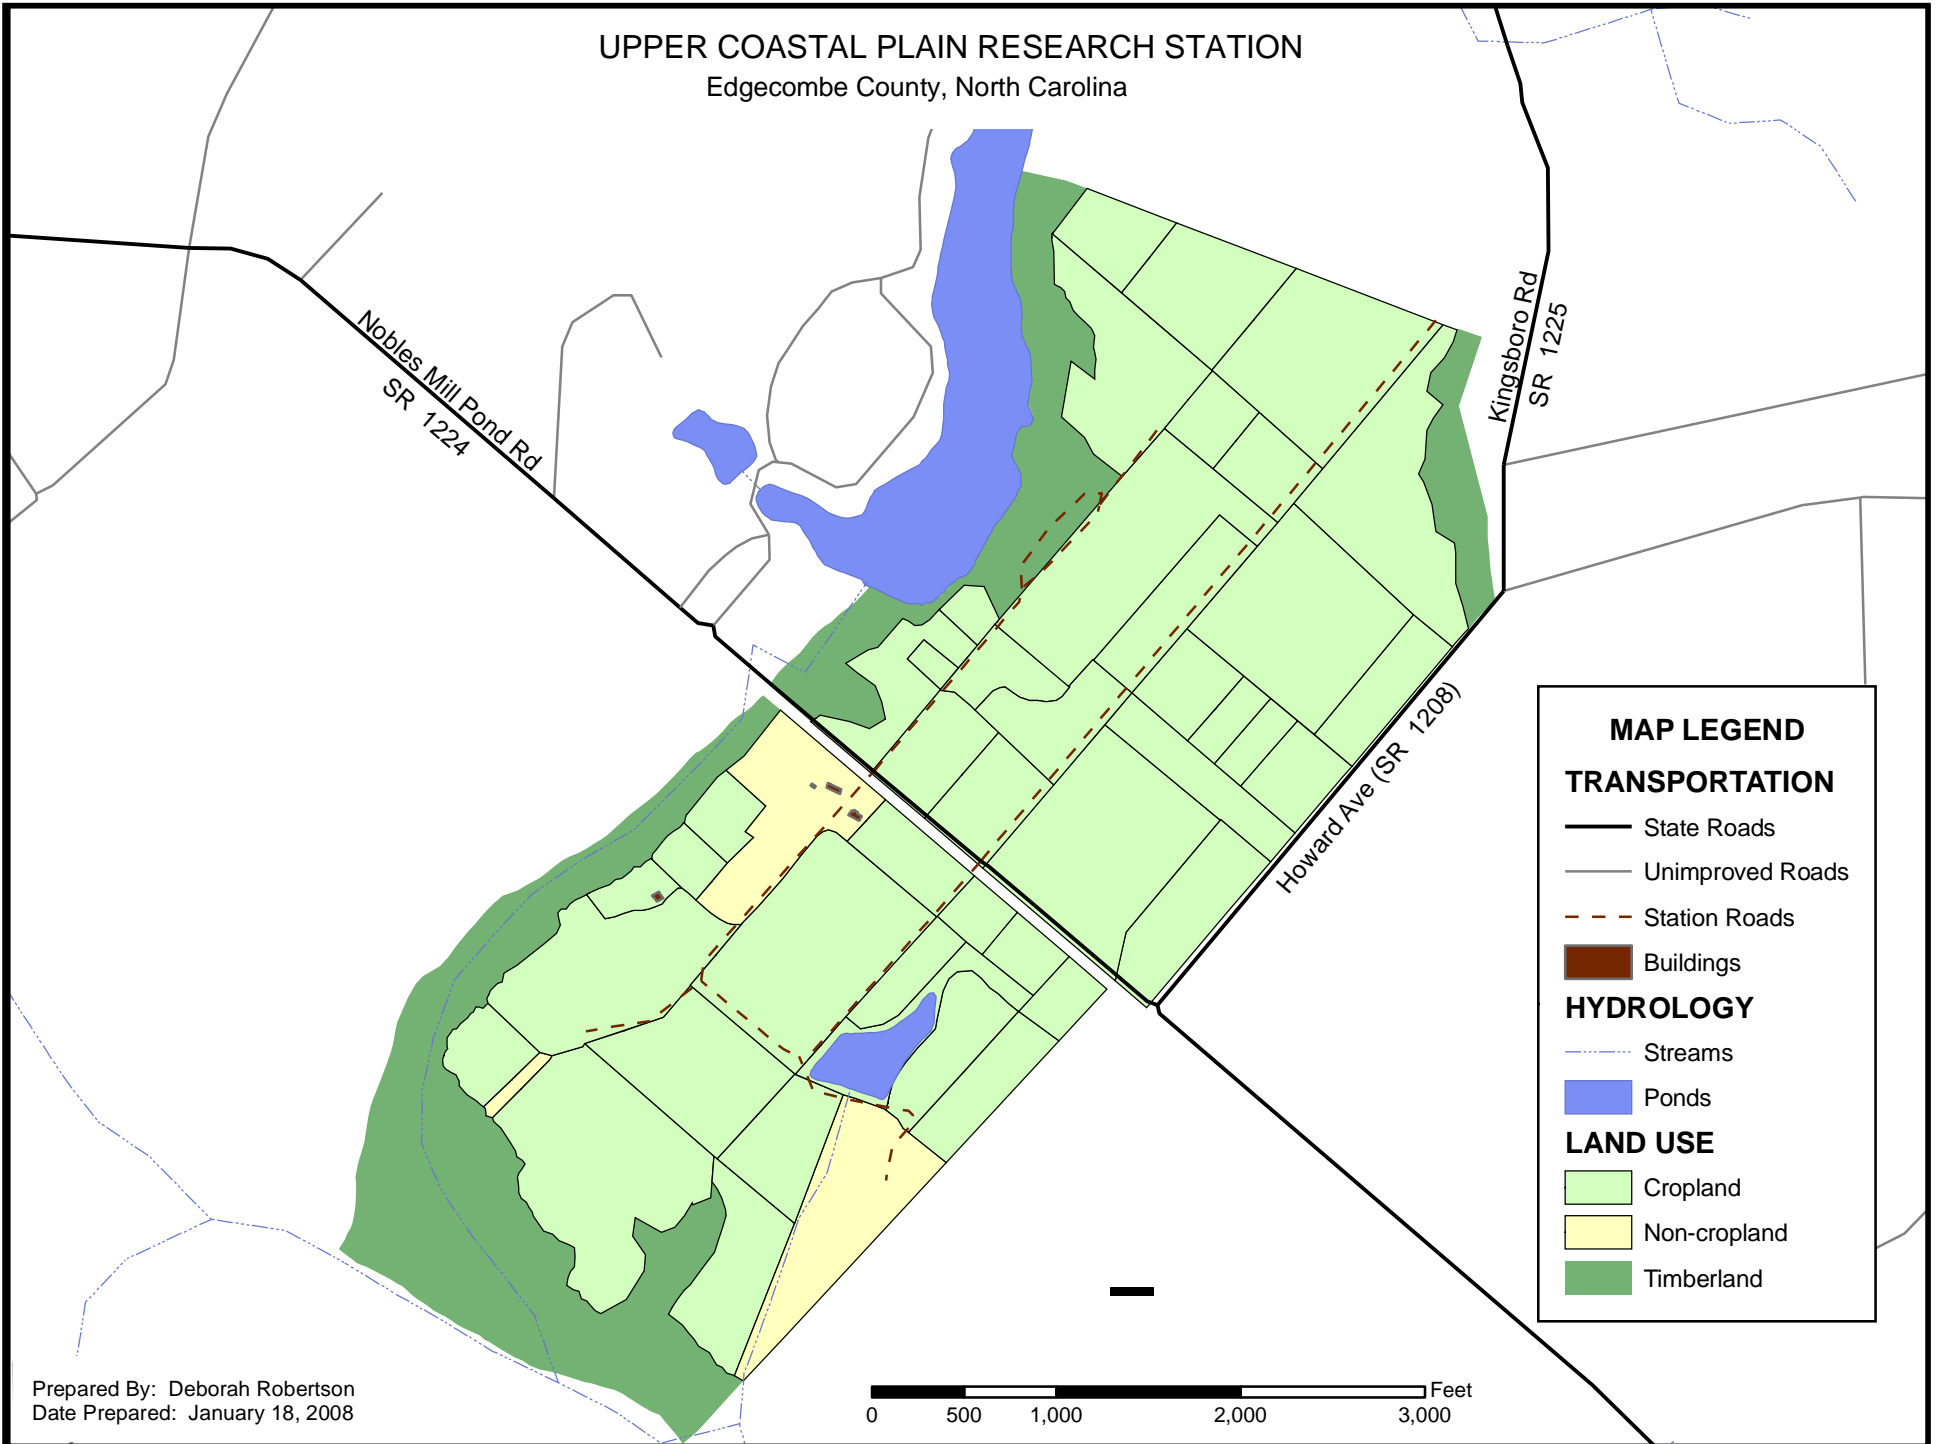 UPPER COASTAL PLAIN RESEARCH STATION
Edgecombe County, North Carolina
Nobles Mill Pond Rd
SR 1224
Kingsboro Rd
SR 1225
Howard Ave (SR 1208)
MAP LEGEND
TRANSPORTATION
State Roads
Unimproved Roads
Station Roads
Buildings
HYDROLOGY
Streams
Ponds
LAND USE
Cropland
Non-cropland
Timberland
Prepared By: Deborah Robertson
Date Prepared: January 18, 2008
Feet
0 500 1,000 2,000 3,000